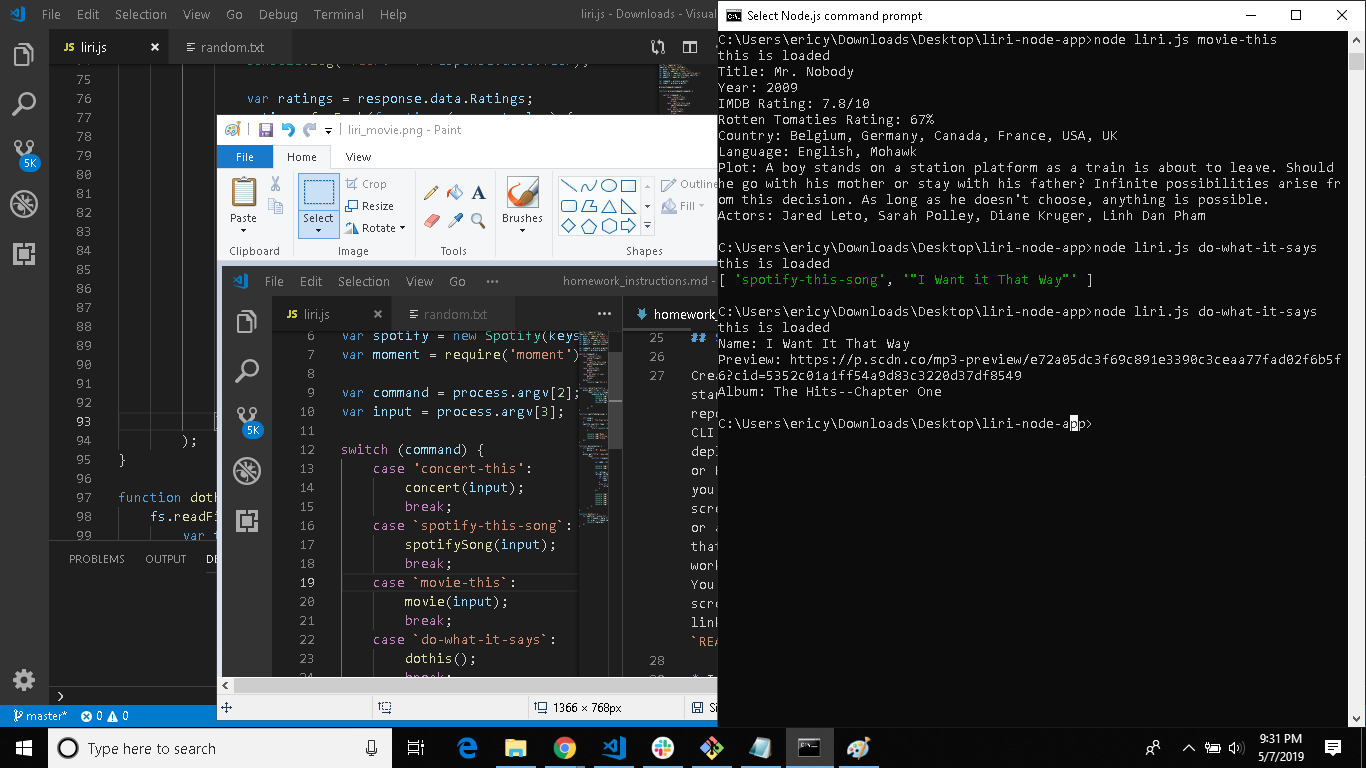 File Edit Selection View Go Debug Terminal Help
liri.js - Downloads - Visual
JS liri.js ×
random.txt
75
76 var ratings = response.data.Ratings;
77
78
79
80
81
82
83
84
85
86
87
88
89
90
91
92
93
94 );
95 }
96
97 function doth
98 fs.readFi
99 var
PROBLEMS OUTPUT DE
master* 0 0
5K
liri_movie.png - Paint
File Home View
Paste
Clipboard
Select
Crop
Resize
Rotate
Image
Tools
Brushes
Shapes
Outline
Fill
File Edit Selection View Go ···
homework_instructions.md -
JS liri.js ×
random.txt
···
homework_
5K
6 var spotify = new Spotify(keys
7 var moment = require('moment')
8
9 var command = process.argv[2];
10 var input = process.argv[3];
11
12 switch (command) {
13 case 'concert-this':
14 concert(input);
15 break;
16 case `spotify-this-song`:
17 spotifySong(input);
18 break;
19 case `movie-this`:
20 movie(input);
21 break;
22 case `do-what-it-says`:
23 dothis();
24 break;
25 ##
26
27 Crea
star
repo
CLI
depl
or
you
scre
or
that
work
You
scre
link
`REA
28
1366 × 768px
Select Node.js command prompt
C:\Users\ericy\Downloads\Desktop\liri-node-app>node liri.js movie-this
this is loaded
Title: Mr. Nobody
Year: 2009
IMDB Rating: 7.8/10
Rotten Tomaties Rating: 67%
Country: Belgium, Germany, Canada, France, USA, UK
Language: English, Mohawk
Plot: A boy stands on a station platform as a train is about to leave. Should
he go with his mother or stay with his father? Infinite possibilities arise fr
om this decision. As long as he doesn't choose, anything is possible.
Actors: Jared Leto, Sarah Polley, Diane Kruger, Linh Dan Pham
C:\Users\ericy\Downloads\Desktop\liri-node-app>node liri.js do-what-it-says
this is loaded
[ 'spotify-this-song', '"I Want it That Way"' ]
C:\Users\ericy\Downloads\Desktop\liri-node-app>node liri.js do-what-it-says
this is loaded
Name: I Want It That Way
Preview: https://p.scdn.co/mp3-preview/e72a05dc3f69c891e3390c3ceaa77fad02f6b5f
6?cid=5352c01a1ff54a9d83c3220d37df8549
Album: The Hits--Chapter One
C:\Users\ericy\Downloads\Desktop\liri-node-app>
Type here to search
9:31 PM
5/7/2019